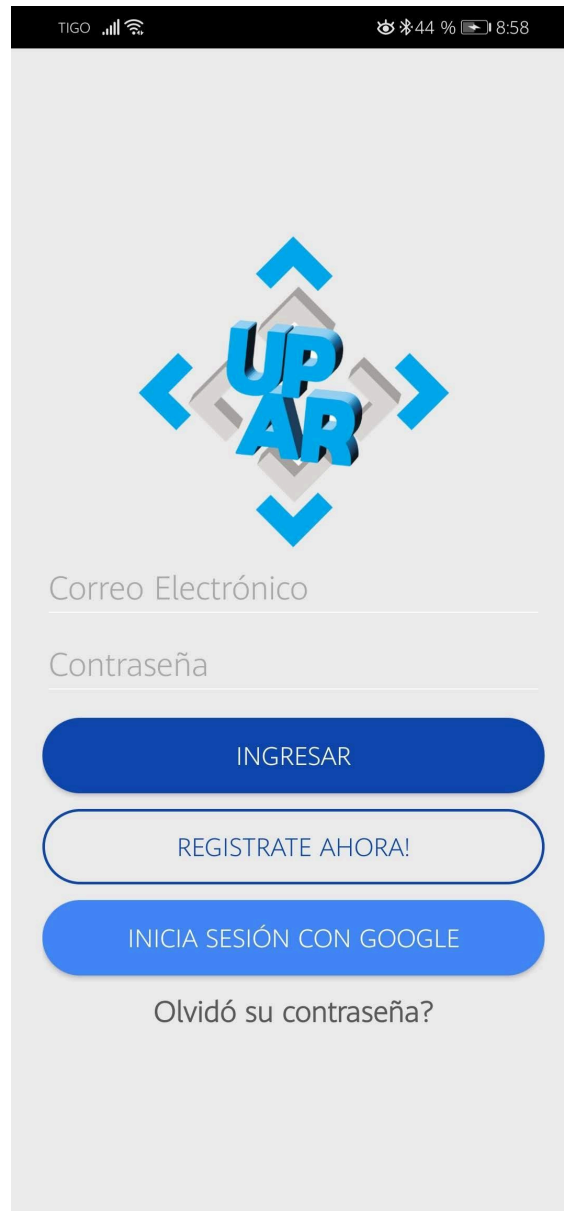 TIGO 44 % 8:58
UP
AR
Correo Electrónico
Contraseña
INGRESAR
REGISTRATE AHORA!
INICIA SESIÓN CON GOOGLE
Olvidó su contraseña?